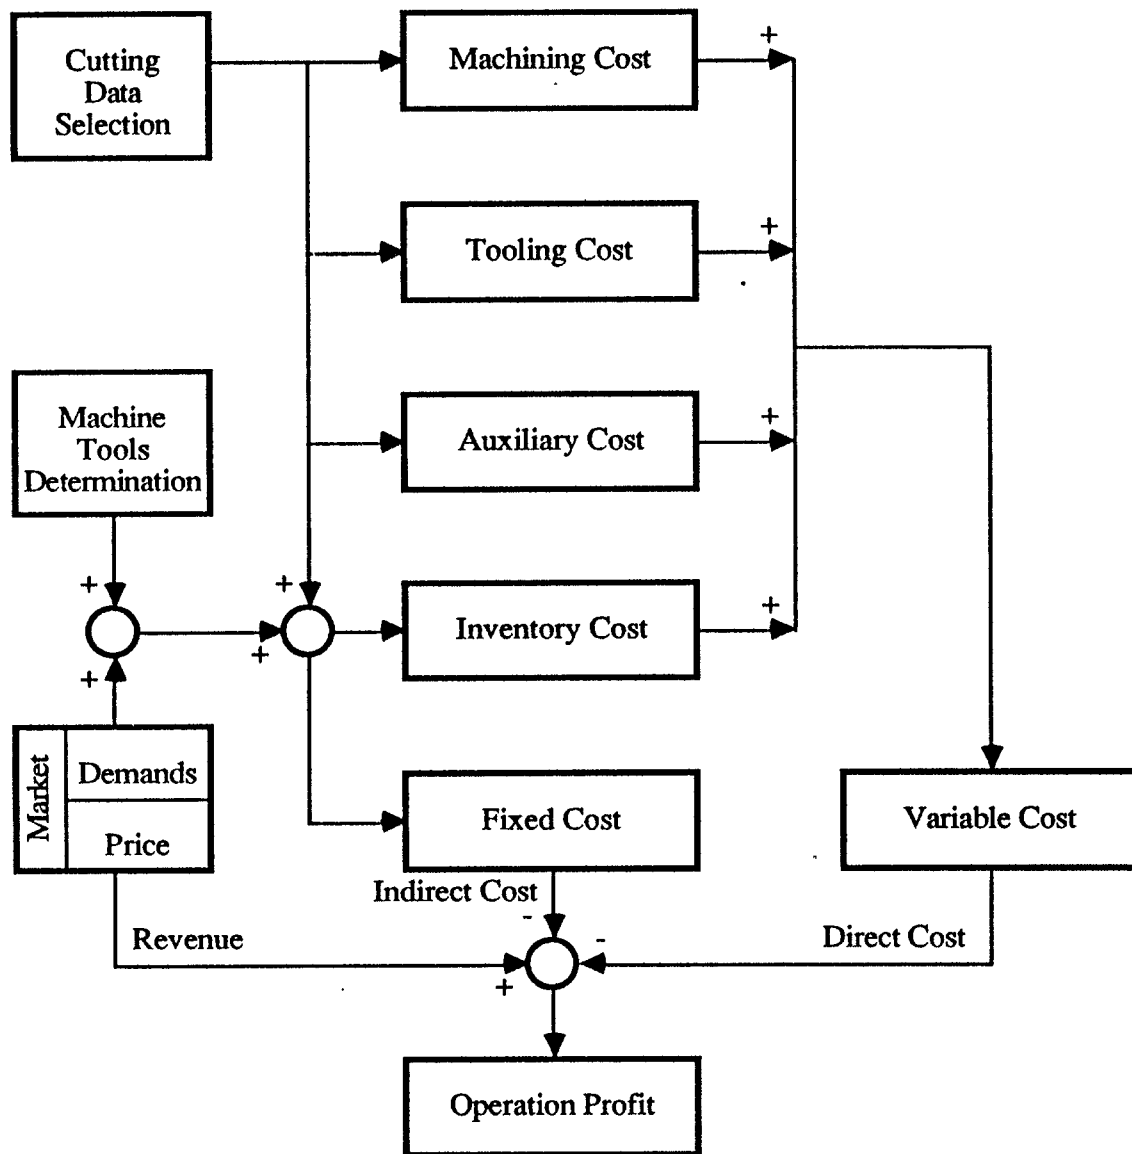 Cutting
Data
Selection
Machining Cost
+
Tooling Cost
+
Machine
Tools
Determination
Auxiliary Cost
+
+
+
Inventory Cost
+
+
+
Market
Demands
Price
Fixed Cost
Variable Cost
Indirect Cost
-
Revenue
-
Direct Cost
+
Operation Profit